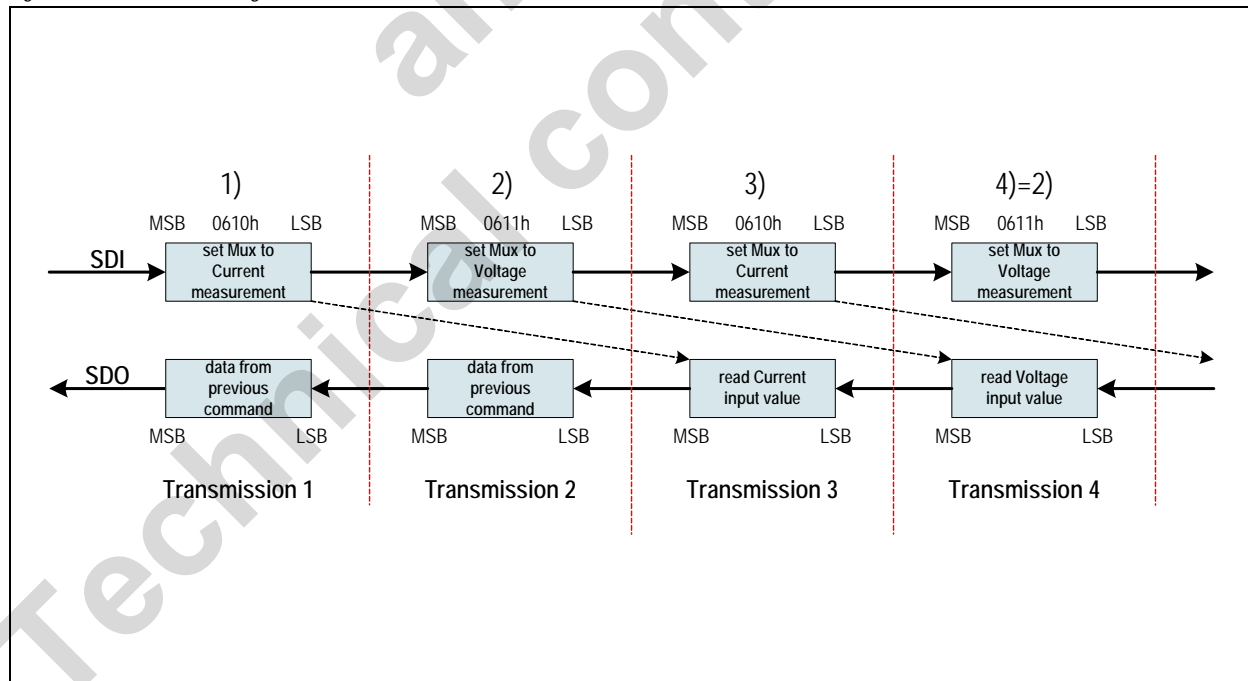 1)
2)
3)
4)=2)
MSB 0610h LSB
MSB 0611h LSB
MSB 0610h LSB
MSB 0611h LSB
SDI
set Mux to
Current
measurement
set Mux to
Voltage
measurement
set Mux to
Current
measurement
set Mux to
Voltage
measurement
SDO
data from
previous
command
data from
previous
command
read Current
input value
read Voltage
input value
MSB LSB
MSB LSB
MSB LSB
MSB LSB
Transmission 1
Transmission 2
Transmission 3
Transmission 4
Technical